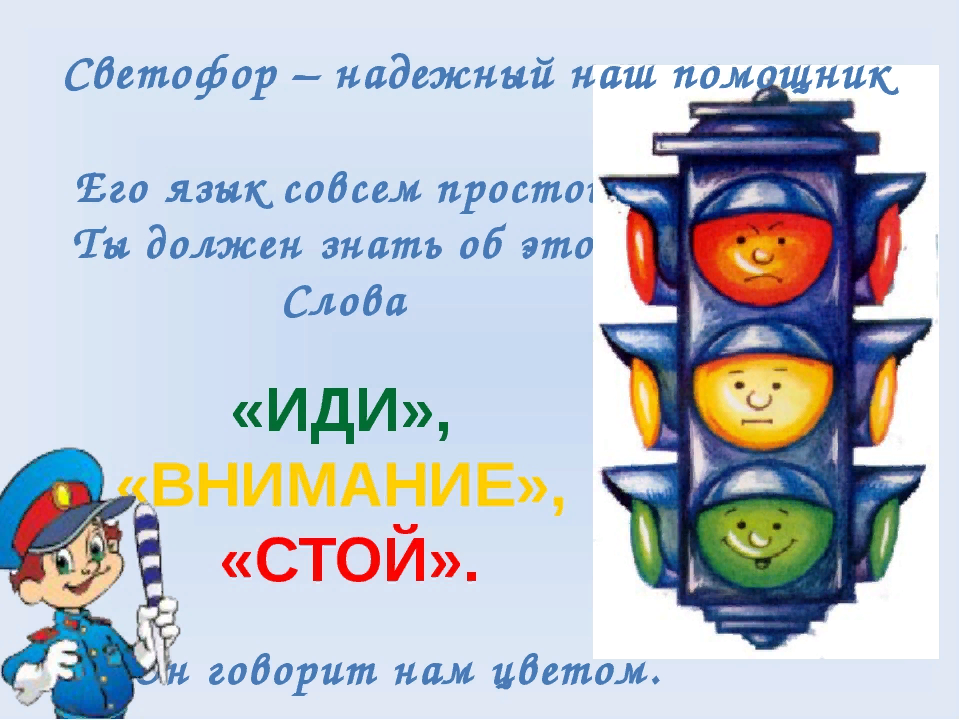 Светофор – надежный наш помощник
Его язык совсем простой
Ты должен знать об это
Слова
«ИДИ»,
«ВНИМАНИЕ»,
«СТОЙ».
Он говорит нам цветом.